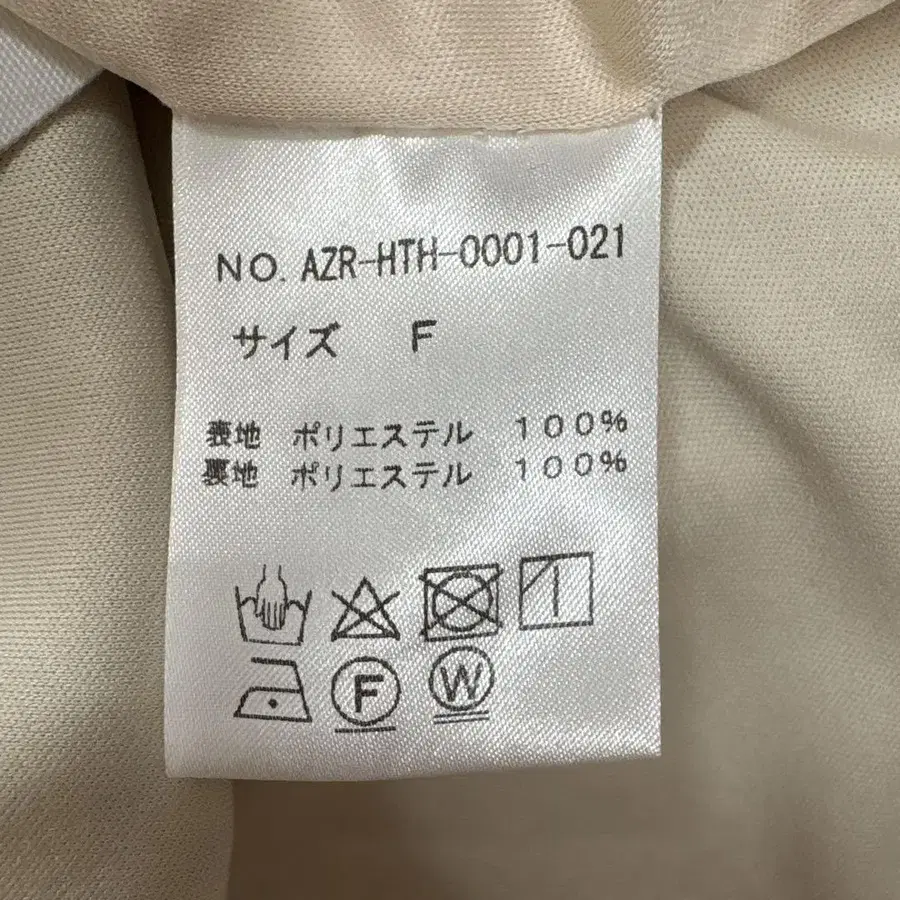 NO. AZR-HTH-0001-021
サイズ F
表地 ポリエステル 100%
裏地 ポリエステル 100%
F W